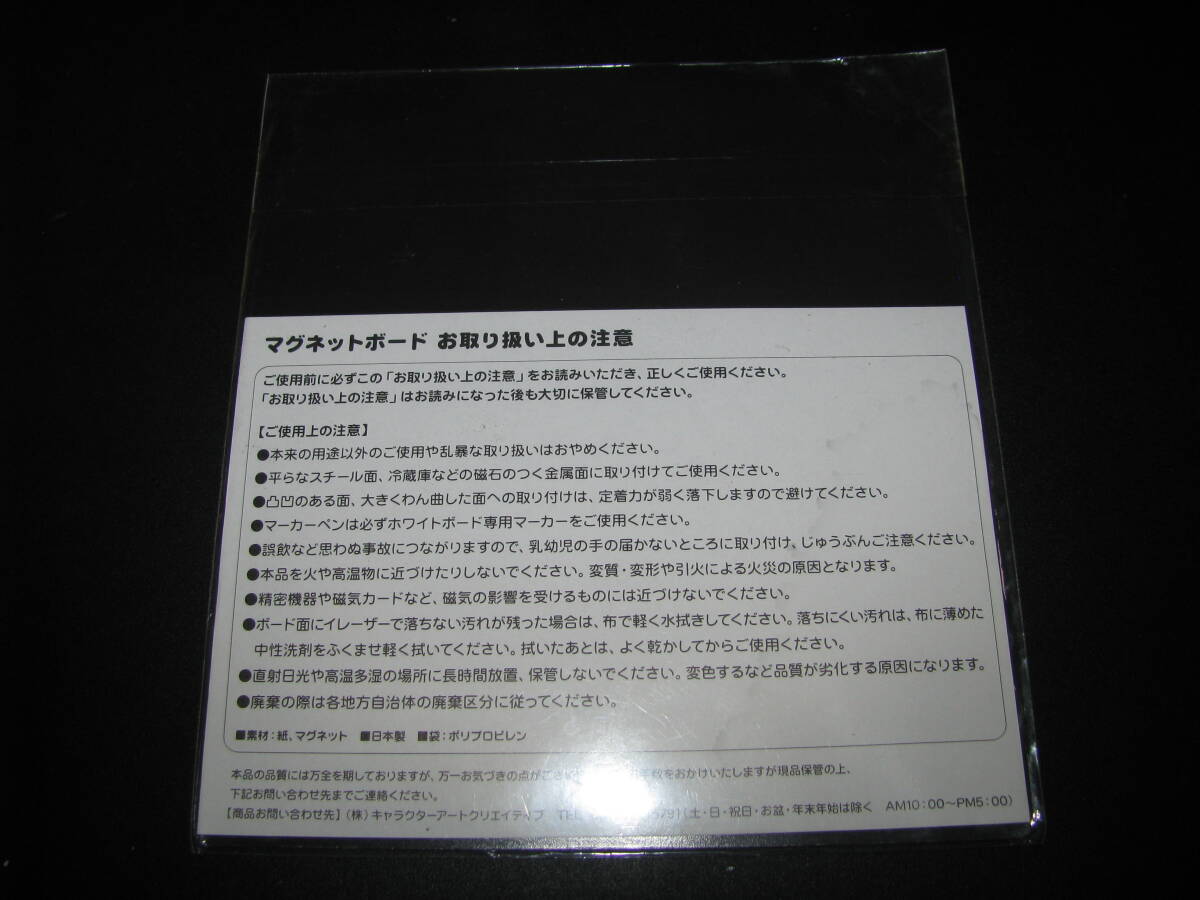 マグネットボード お取り扱い上の注意
ご使用前に必ずこの「お取り扱い上の注意」をお読みいただき、正しくご使用ください。
「お取り扱い上の注意」はお読みになった後も大切に保管してください。
【ご使用上の注意】
●本来の用途以外のご使用や乱暴な取り扱いはおやめください。
●平らなスチール面、冷蔵庫などの磁石のつく金属面に取り付けてご使用ください。
●凸凹のある面、大きくわん曲した面への取り付けは、定着力が弱く落下しますので避けてください。
●マーカーペンは必ずホワイトボード専用マーカーをご使用ください。
●誤飲など思わぬ事故につながりますので、乳幼児の手の届かないところに取り付け、じゅうぶんご注意ください。
●本品を火や高温物に近づけたりしないでください。変質・変形や引火による火災の原因となります。
●精密機器や磁気カードなど、磁気の影響を受けるものには近づけないでください。
●ボード面にイレーザーで落ちない汚れが残った場合は、布で軽く水拭きしてください。落ちにくい汚れは、布に薄めた
中性洗剤をふくませ軽く拭いてください。拭いたあとは、よく乾かしてからご使用ください。
●直射日光や高温多湿の場所に長時間放置、保管しないでください。変色するなど品質が劣化する原因になります。
●廃棄の際は各地方自治体の廃棄区分に従ってください。
■素材：紙、マグネット ■日本製 ■袋：ポリプロピレン
本品の品質には万全を期しておりますが、万一お気づきの点がござい 手数をおかけいたしますが現品保管の上、
下記お問い合わせ先までご連絡ください。
【商品お問い合わせ先】（株）キャラクターアートクリエイティブ 5791（土・日・祝日・お盆・年末年始は除く AM10：00～PM5：00）